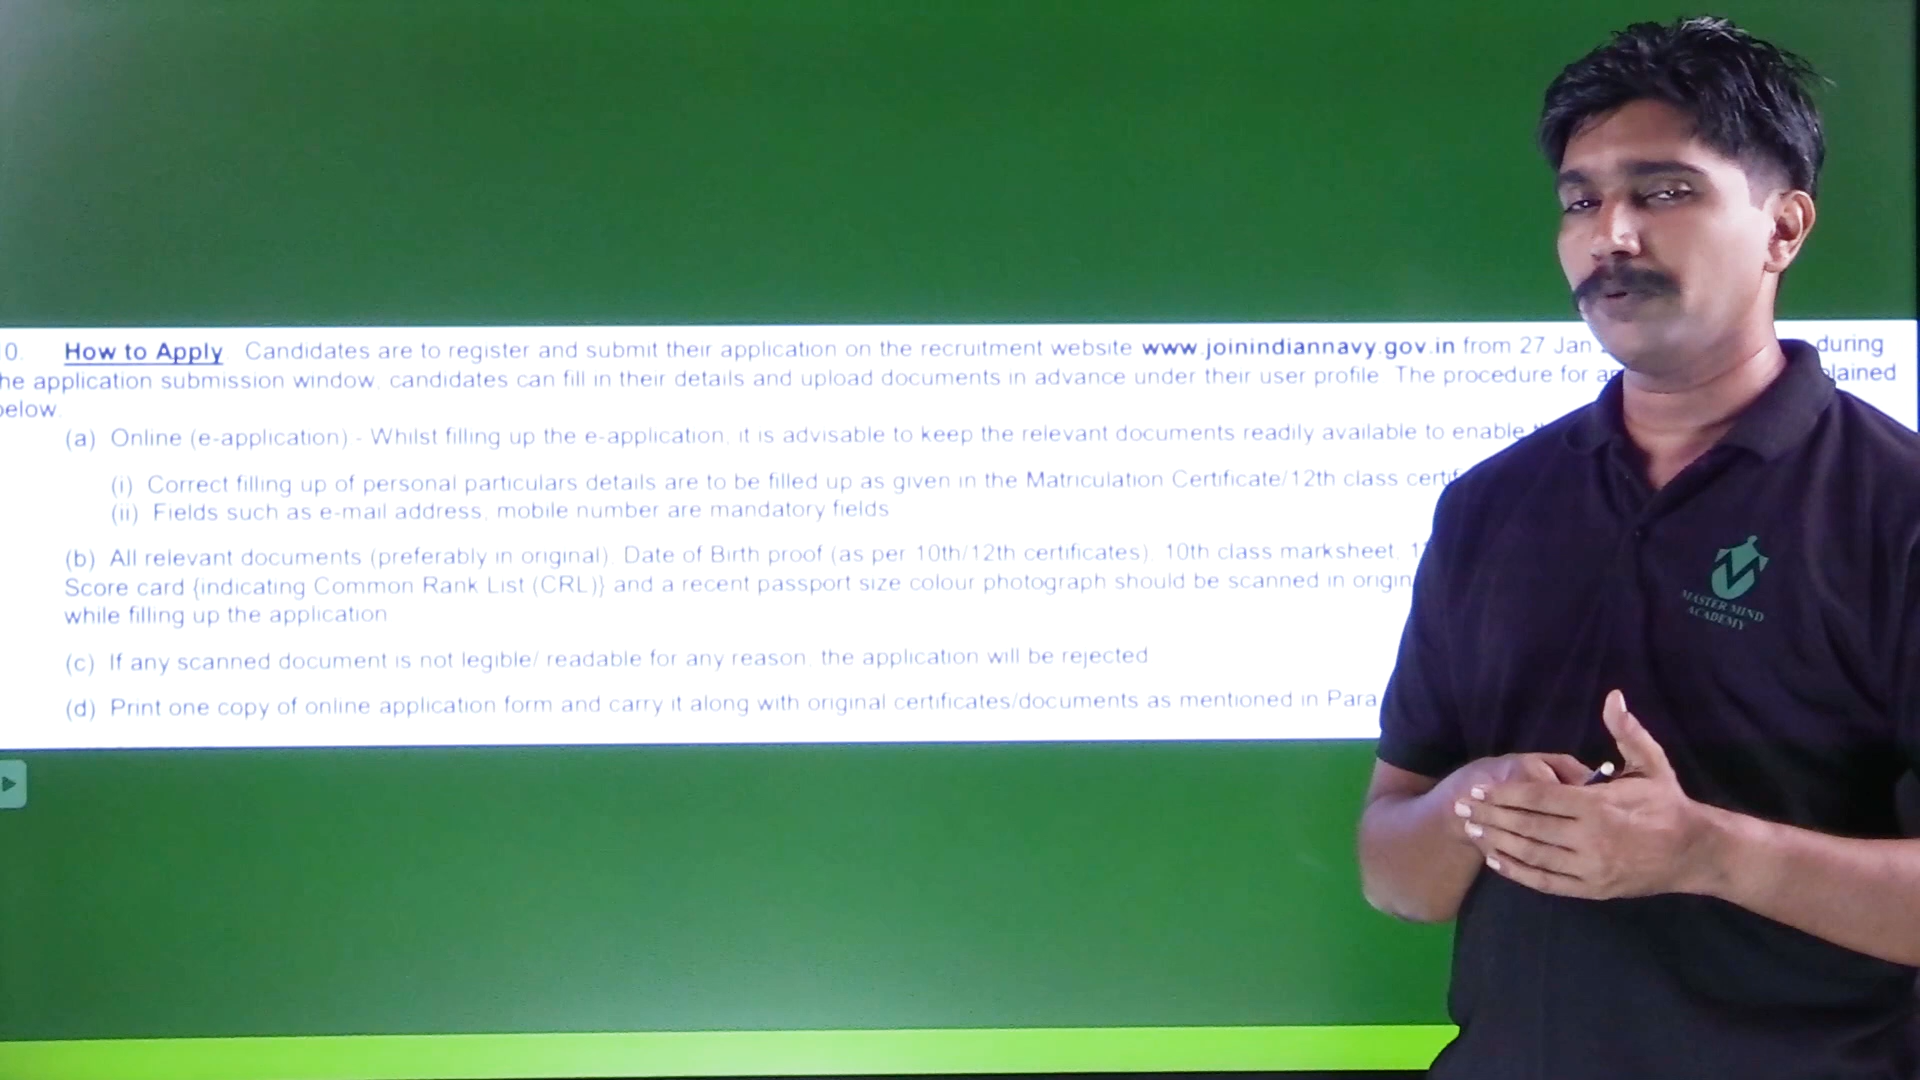 0. How to Apply Candidates are to register and submit their application on the recruitment website www.joinindiannavy.gov.in from 27 Jan during
he application submission window, candidates can fill in their details and upload documents in advance under their user profile. The procedure for lained
elow.
(a) Online (e-application) - Whilst filling up the e-application, it is advisable to keep the relevant documents readily available to enable
(i) Correct filling up of personal particulars details are to be filled up as given in the Matriculation Certificate/12th class certif
(ii) Fields such as e-mail address, mobile number are mandatory fields
(b) All relevant documents (preferably in original), Date of Birth proof (as per 10th/12th certificates), 10th class marksheet,
Score card {indicating Common Rank List (CRL)} and a recent passport size colour photograph should be scanned in origin
while filling up the application
(c) If any scanned document is not legible/ readable for any reason, the application will be rejected
(d) Print one copy of online application form and carry it along with original certificates/documents as mentioned in Para
MASTER MIND
ACADEMY